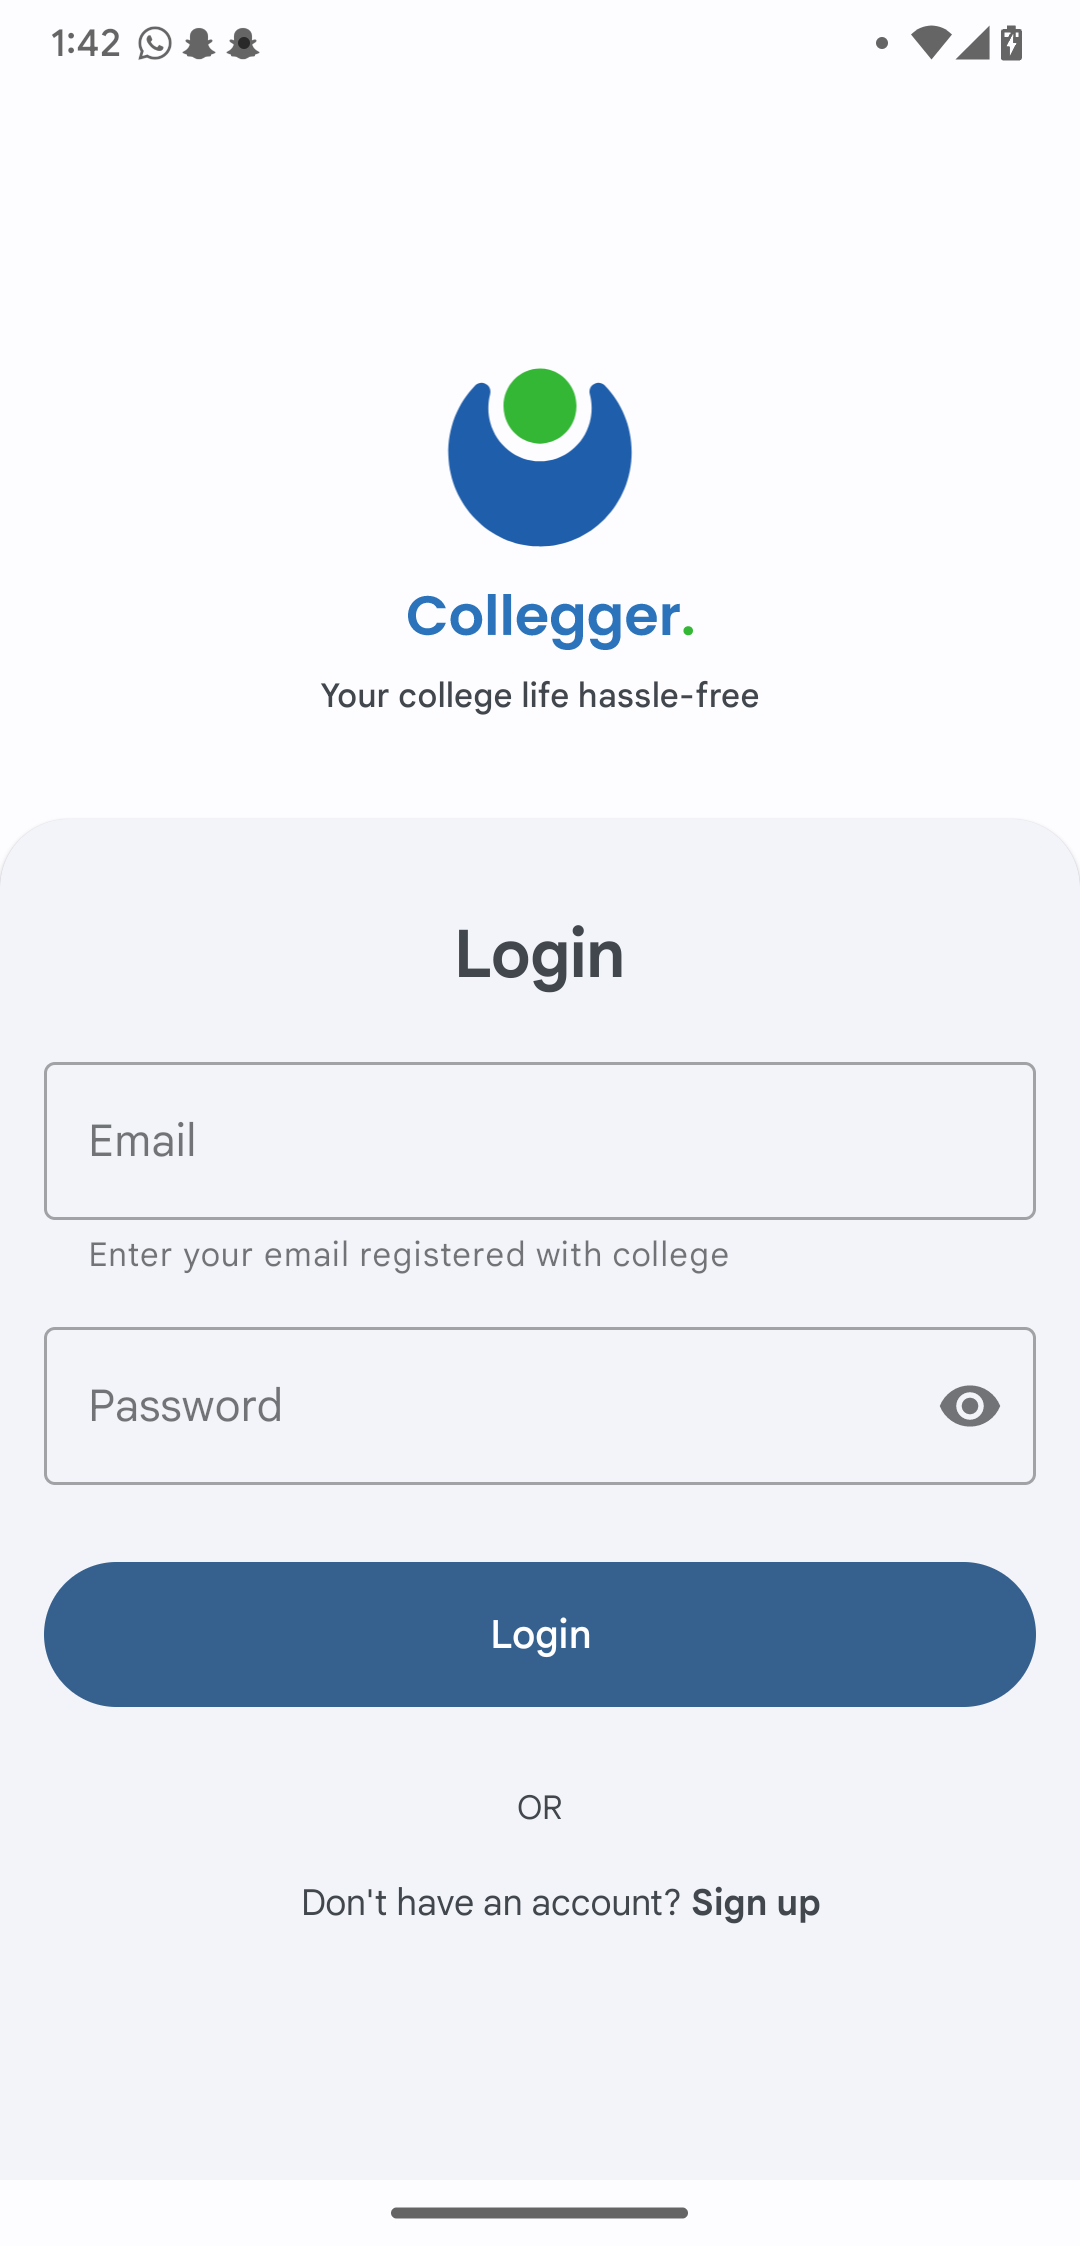 1:42
Collegger.
Your college life hassle-free
Login
Email
Enter your email registered with college
Password
Login
OR
Don't have an account? Sign up